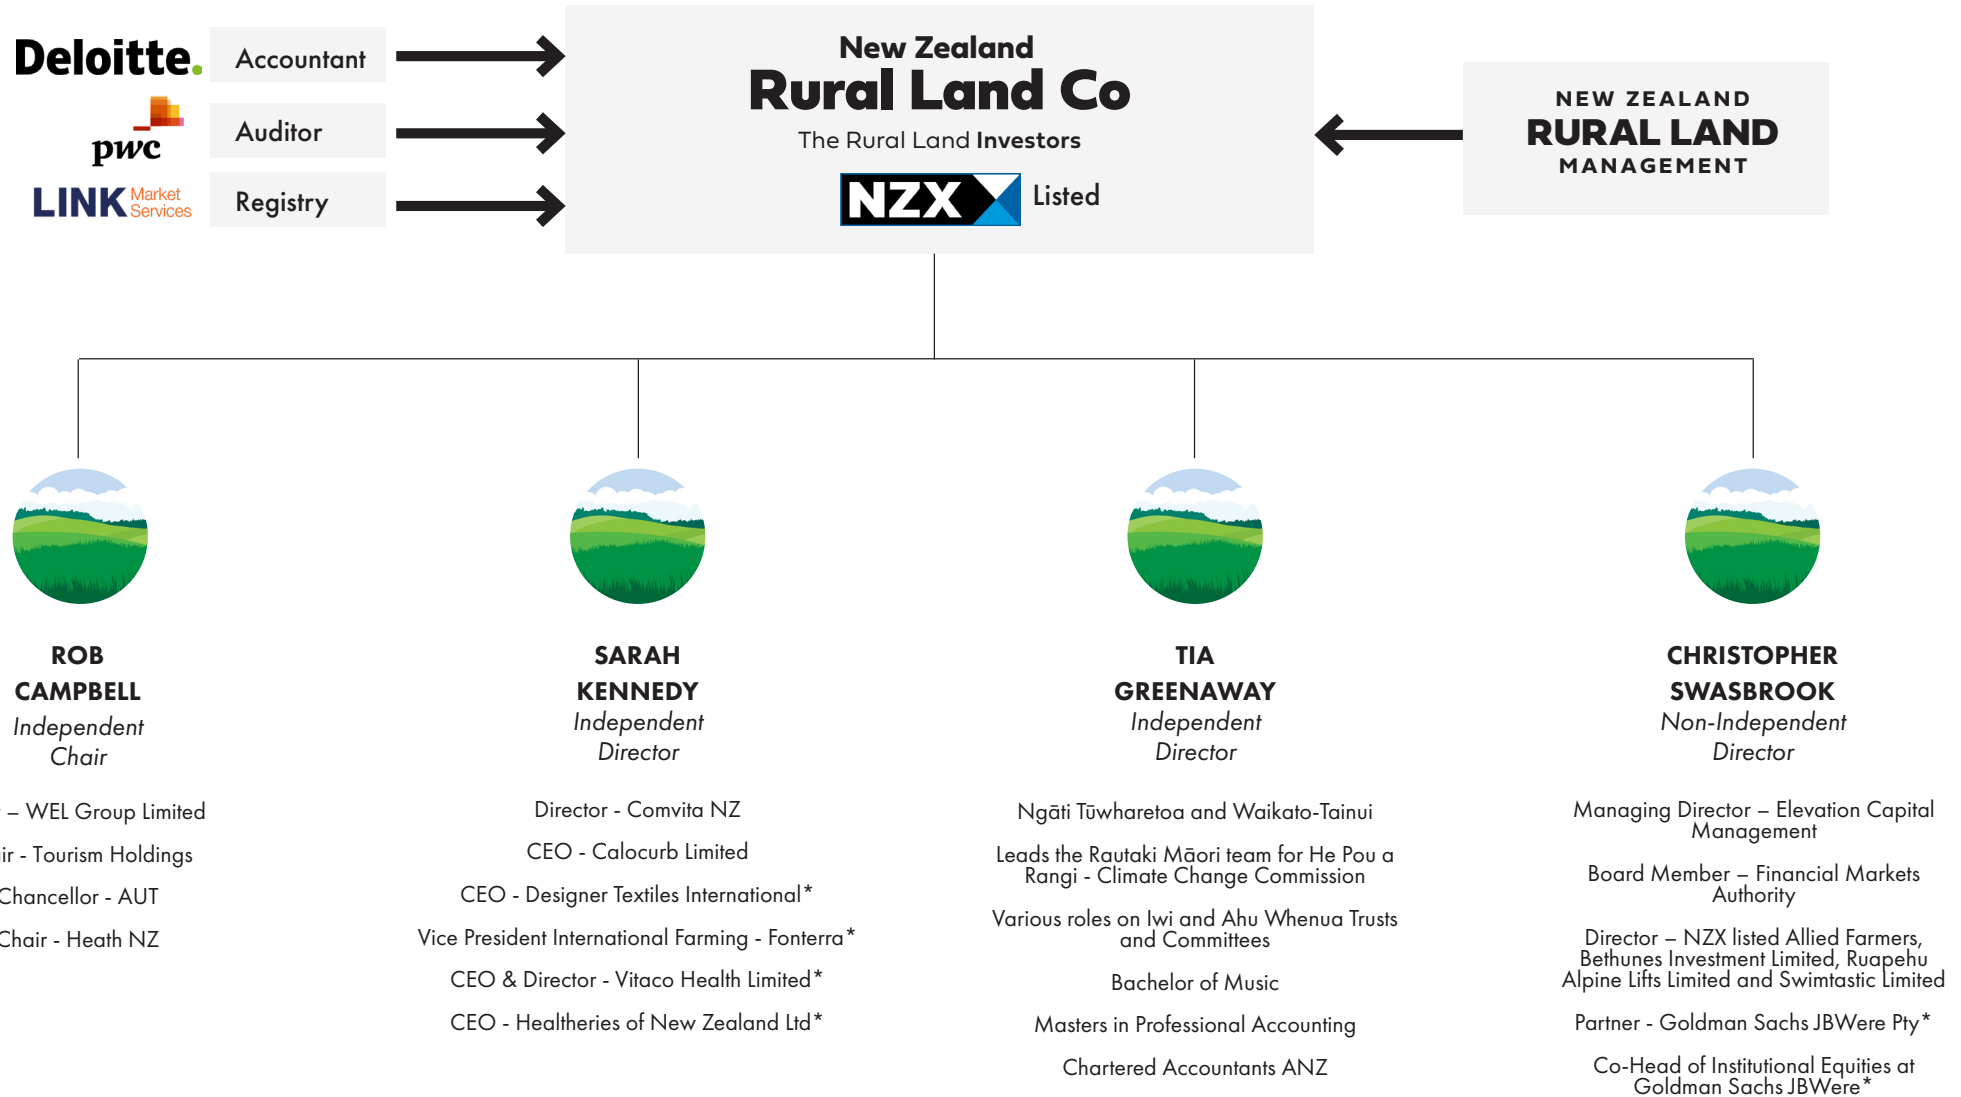 Deloitte.
Accountant
pwc
Auditor
LINK Market
Services
Registry
New Zealand
Rural Land Co
The Rural Land Investors
NZX Listed
NEW ZEALAND
RURAL LAND
MANAGEMENT
ROB
CAMPBELL
Independent
Chair
– WEL Group Limited
- Tourism Holdings
Chancellor - AUT
Chair - Heath NZ
SARAH
KENNEDY
Independent
Director
Director - Comvita NZ
CEO - Calocurb Limited
CEO - Designer Textiles International*
Vice President International Farming - Fonterra*
CEO & Director - Vitaco Health Limited*
CEO - Healtheries of New Zealand Ltd*
TIA
GREENAWAY
Independent
Director
Ngāti Tūwharetoa and Waikato-Tainui
Leads the Rautaki Māori team for He Pou a
Rangi - Climate Change Commission
Various roles on Iwi and Ahu Whenua Trusts
and Committees
Bachelor of Music
Masters in Professional Accounting
Chartered Accountants ANZ
CHRISTOPHER
SWASBROOK
Non-Independent
Director
Managing Director – Elevation Capital
Management
Board Member – Financial Markets
Authority
Director – NZX listed Allied Farmers,
Bethunes Investment Limited, Ruapehu
Alpine Lifts Limited and Swimtastic Limited
Partner - Goldman Sachs JBWere Pty*
Co-Head of Institutional Equities at
Goldman Sachs JBWere*